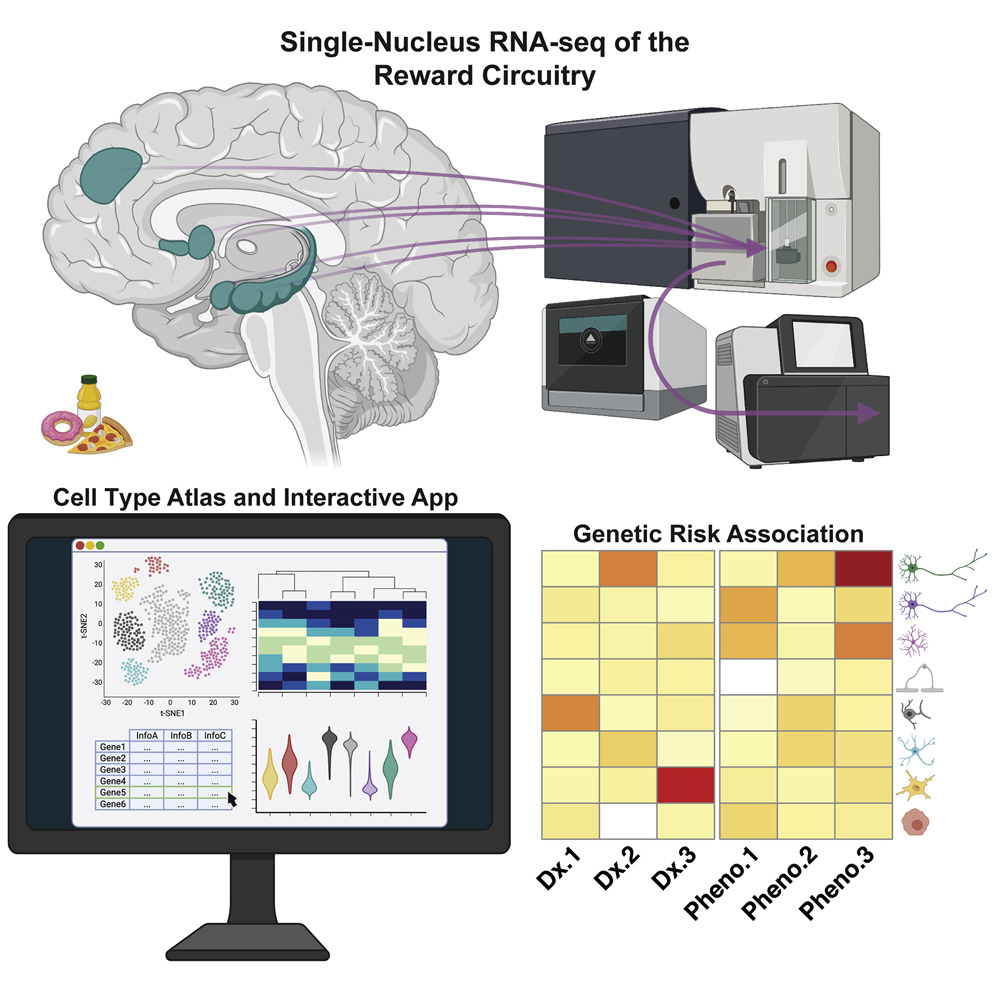 Single-Nucleus RNA-seq of the
Reward Circuitry
Cell Type Atlas and Interactive App
30
20
10
0
-10
-20
-30
t-SNE2
-30 -20 -10 0 10 20 30
t-SNE1
InfoA InfoB InfoC
Gene1 ... ... ...
Gene2 ... ... ...
Gene3 ... ... ...
Gene4 ... ... ...
Gene5 ... ... ...
Gene6 ... ... ...
Genetic Risk Association
Dx.1 Dx.2 Dx.3 Pheno.1 Pheno.2 Pheno.3